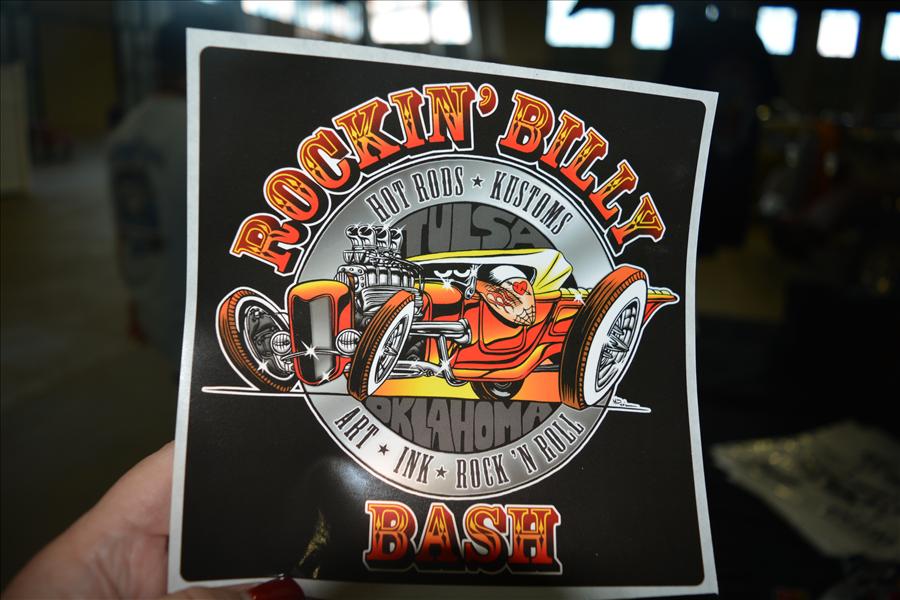 ROCKIN' BILLY
HOT RODS ★ KUSTOMS
TULSA
OKLAHOMA
ART ★ INK ★ ROCK 'N ROLL
BASH